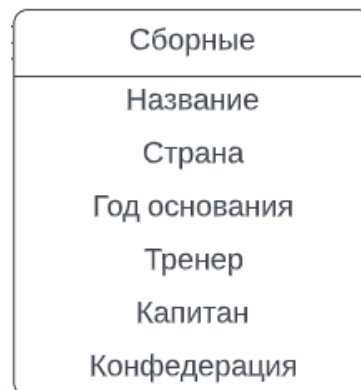 Сборные
Название
Страна
Год основания
Тренер
Капитан
Конфедерация